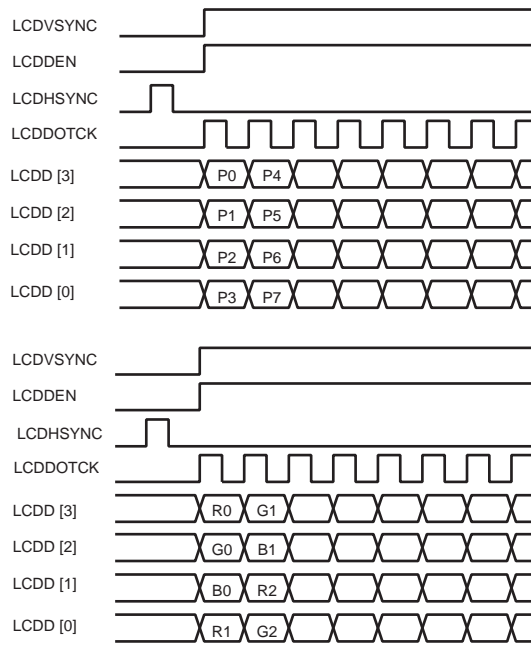 LCDVSYNC
LCDDEN
LCDHSYNC
LCDDOTCK
LCDD [3] P0 P4
LCDD [2] P1 P5
LCDD [1] P2 P6
LCDD [0] P3 P7
LCDVSYNC
LCDDEN
LCDHSYNC
LCDDOTCK
LCDD [3] R0 G1
LCDD [2] G0 B1
LCDD [1] B0 R2
LCDD [0] R1 G2